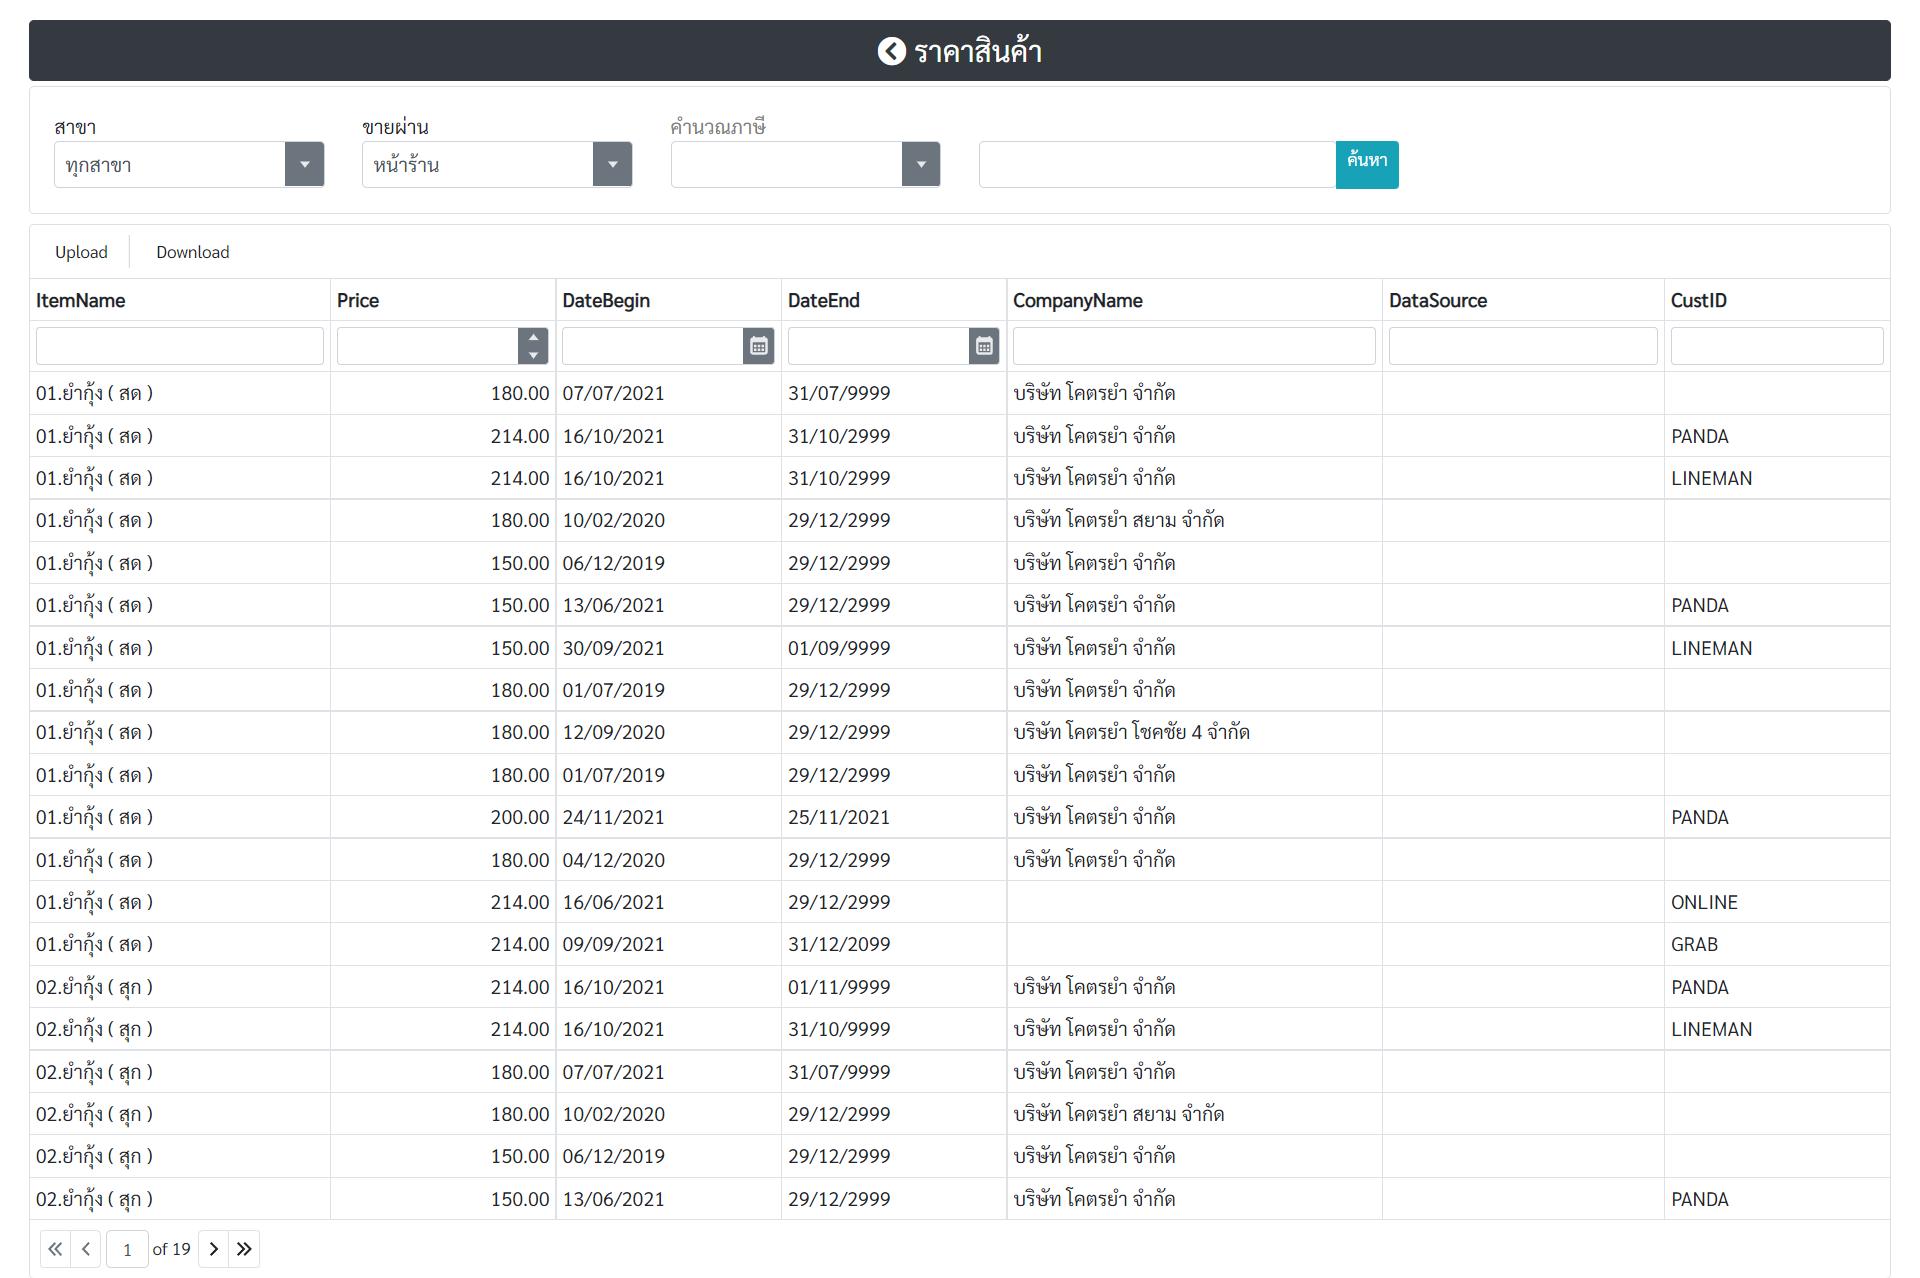 ราคาสินค้า
สาขา ขายผ่าน คำนวณภาษี
ทุกสาขา หน้าร้าน ค้นหา
Upload Download
ItemName Price DateBegin DateEnd CompanyName DataSource CustID
01.ยำกุ้ง ( สด ) 180.00 07/07/2021 31/07/9999 บริษัท โคตรยำ จำกัด
01.ยำกุ้ง ( สด ) 214.00 16/10/2021 31/10/2999 บริษัท โคตรยำ จำกัด PANDA
01.ยำกุ้ง ( สด ) 214.00 16/10/2021 31/10/2999 บริษัท โคตรยำ จำกัด LINEMAN
01.ยำกุ้ง ( สด ) 180.00 10/02/2020 29/12/2999 บริษัท โคตรยำ สยาม จำกัด
01.ยำกุ้ง ( สด ) 150.00 06/12/2019 29/12/2999 บริษัท โคตรยำ จำกัด
01.ยำกุ้ง ( สด ) 150.00 13/06/2021 29/12/2999 บริษัท โคตรยำ จำกัด PANDA
01.ยำกุ้ง ( สด ) 150.00 30/09/2021 01/09/9999 บริษัท โคตรยำ จำกัด LINEMAN
01.ยำกุ้ง ( สด ) 180.00 01/07/2019 29/12/2999 บริษัท โคตรยำ จำกัด
01.ยำกุ้ง ( สด ) 180.00 12/09/2020 29/12/2999 บริษัท โคตรยำ โชคชัย 4 จำกัด
01.ยำกุ้ง ( สด ) 180.00 01/07/2019 29/12/2999 บริษัท โคตรยำ จำกัด
01.ยำกุ้ง ( สด ) 200.00 24/11/2021 25/11/2021 บริษัท โคตรยำ จำกัด PANDA
01.ยำกุ้ง ( สด ) 180.00 04/12/2020 29/12/2999 บริษัท โคตรยำ จำกัด
01.ยำกุ้ง ( สด ) 214.00 16/06/2021 29/12/2999 ONLINE
01.ยำกุ้ง ( สด ) 214.00 09/09/2021 31/12/2099 GRAB
02.ยำกุ้ง ( สุก ) 214.00 16/10/2021 01/11/9999 บริษัท โคตรยำ จำกัด PANDA
02.ยำกุ้ง ( สุก ) 214.00 16/10/2021 31/10/9999 บริษัท โคตรยำ จำกัด LINEMAN
02.ยำกุ้ง ( สุก ) 180.00 07/07/2021 31/07/9999 บริษัท โคตรยำ จำกัด
02.ยำกุ้ง ( สุก ) 180.00 10/02/2020 29/12/2999 บริษัท โคตรยำ สยาม จำกัด
02.ยำกุ้ง ( สุก ) 150.00 06/12/2019 29/12/2999 บริษัท โคตรยำ จำกัด
02.ยำกุ้ง ( สุก ) 150.00 13/06/2021 29/12/2999 บริษัท โคตรยำ จำกัด PANDA
1 of 19